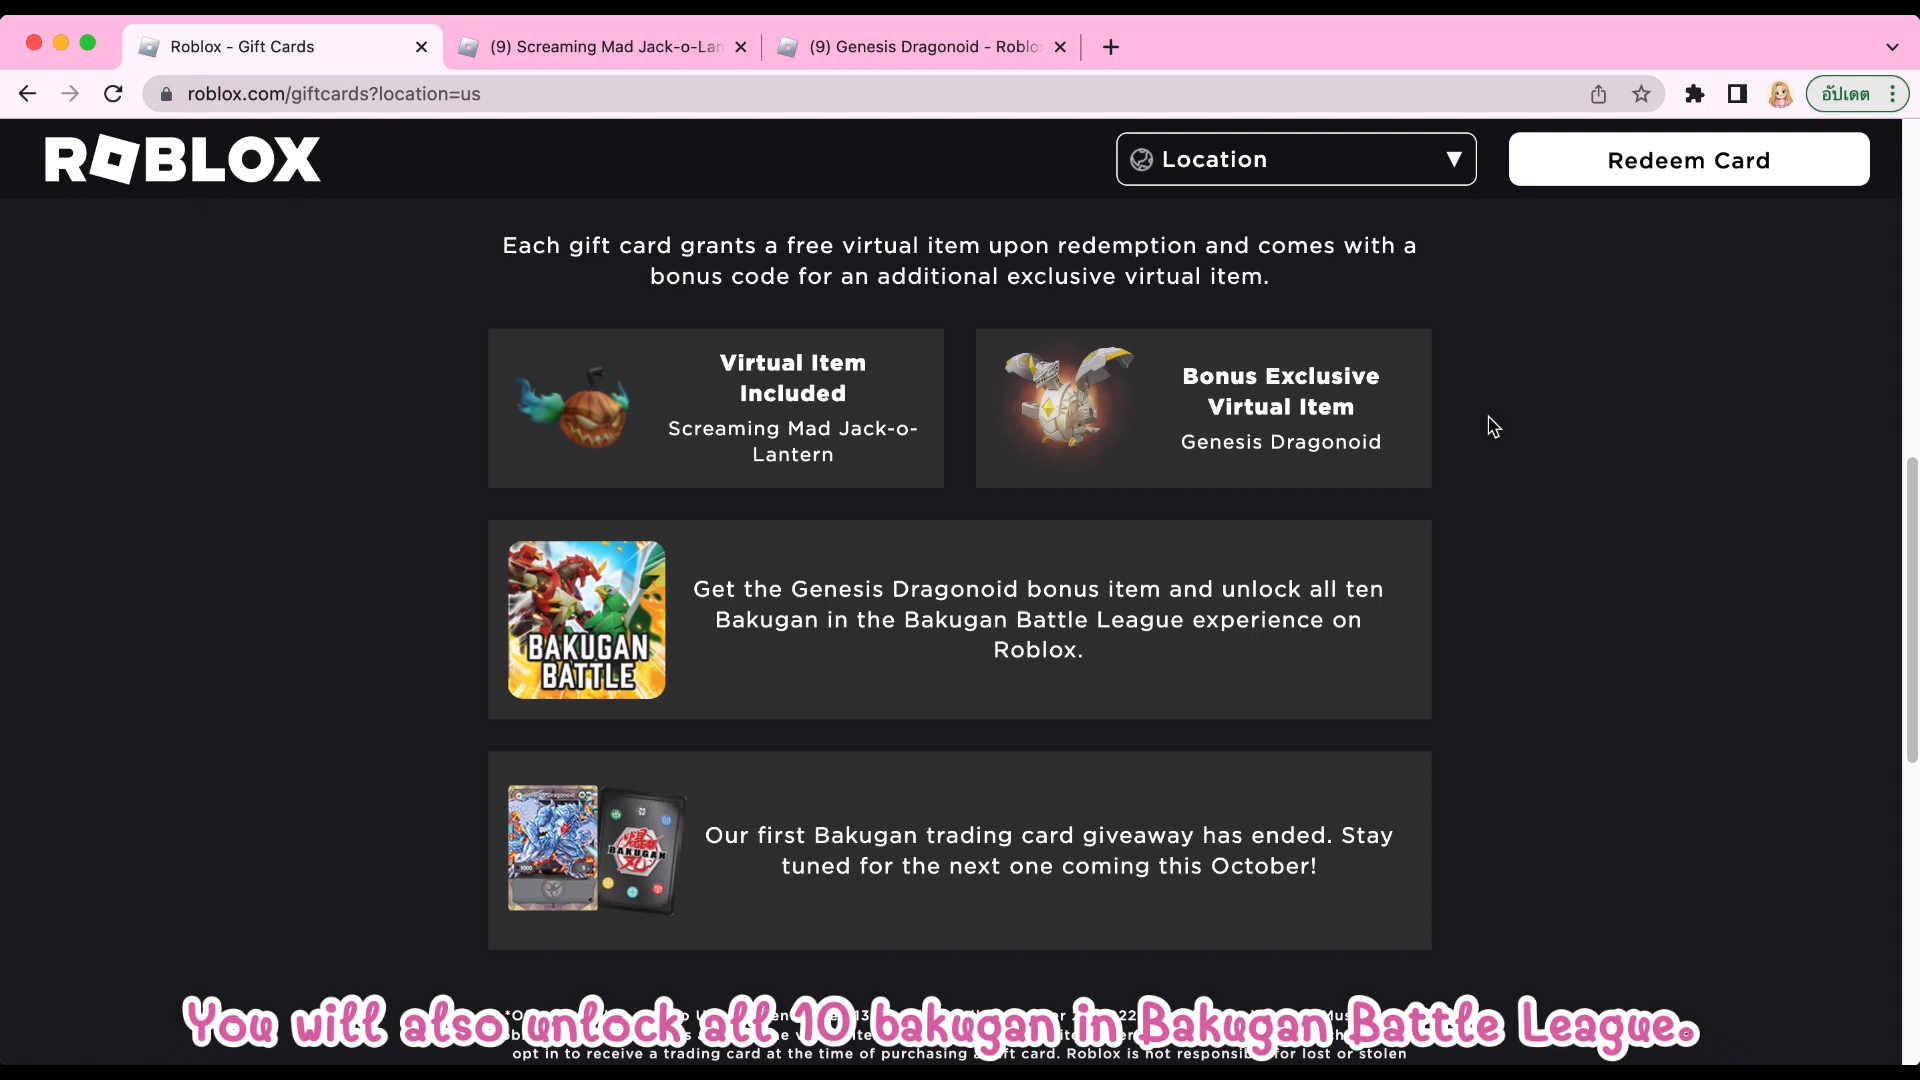 Roblox - Gift Cards
(9) Screaming Mad Jack-o-Lan
(9) Genesis Dragonoid - Roblo
roblox.com/giftcards?location=us
อัปเดต
ROBLOX
Location
Redeem Card
Each gift card grants a free virtual item upon redemption and comes with a
bonus code for an additional exclusive virtual item.
Virtual Item
Included
Screaming Mad Jack-o-
Lantern
Bonus Exclusive
Virtual Item
Genesis Dragonoid
BAKUGAN
BATTLE
Get the Genesis Dragonoid bonus item and unlock all ten
Bakugan in the Bakugan Battle League experience on
Roblox.
BAKUGAN
Our first Bakugan trading card giveaway has ended. Stay
tuned for the next one coming this October!
You will also unlock all 10 bakugan in Bakugan Battle League.
opt in to receive a trading card at the time of purchasing a gift card. Roblox is not responsible for lost or stolen